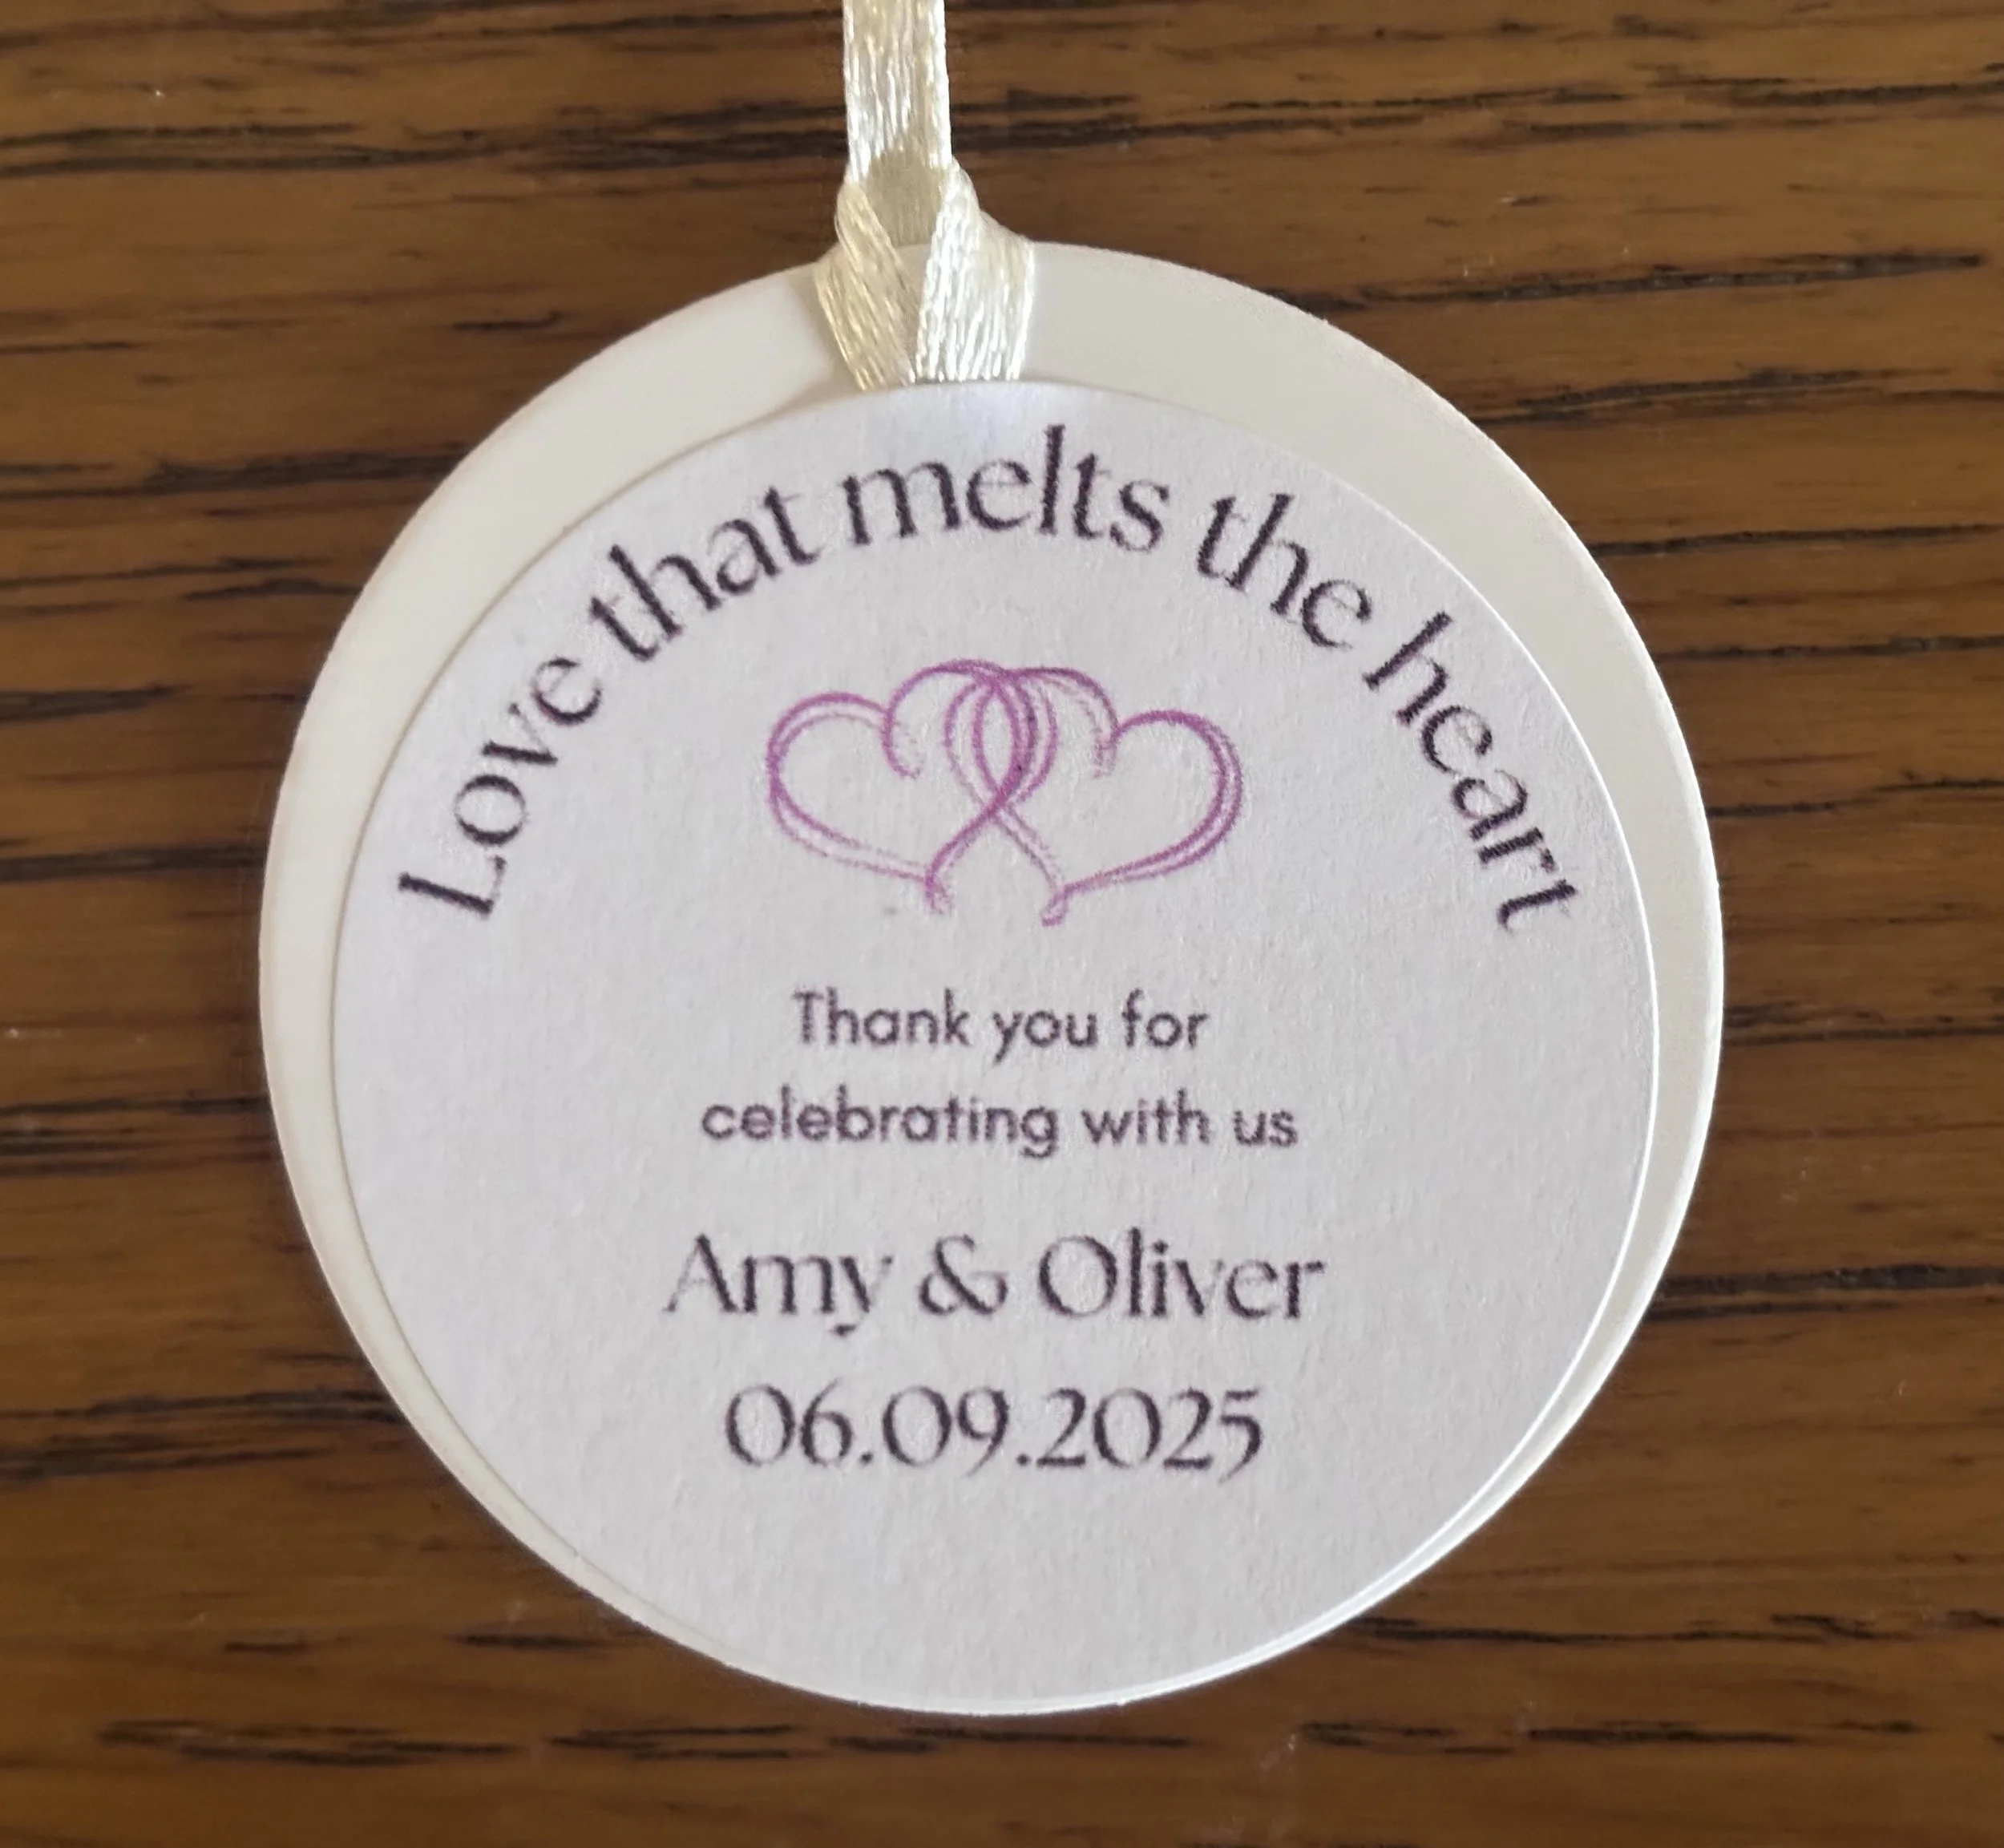 Love that melts the heart
Thank you for
celebrating with us
Amy & Oliver
06.09.2025